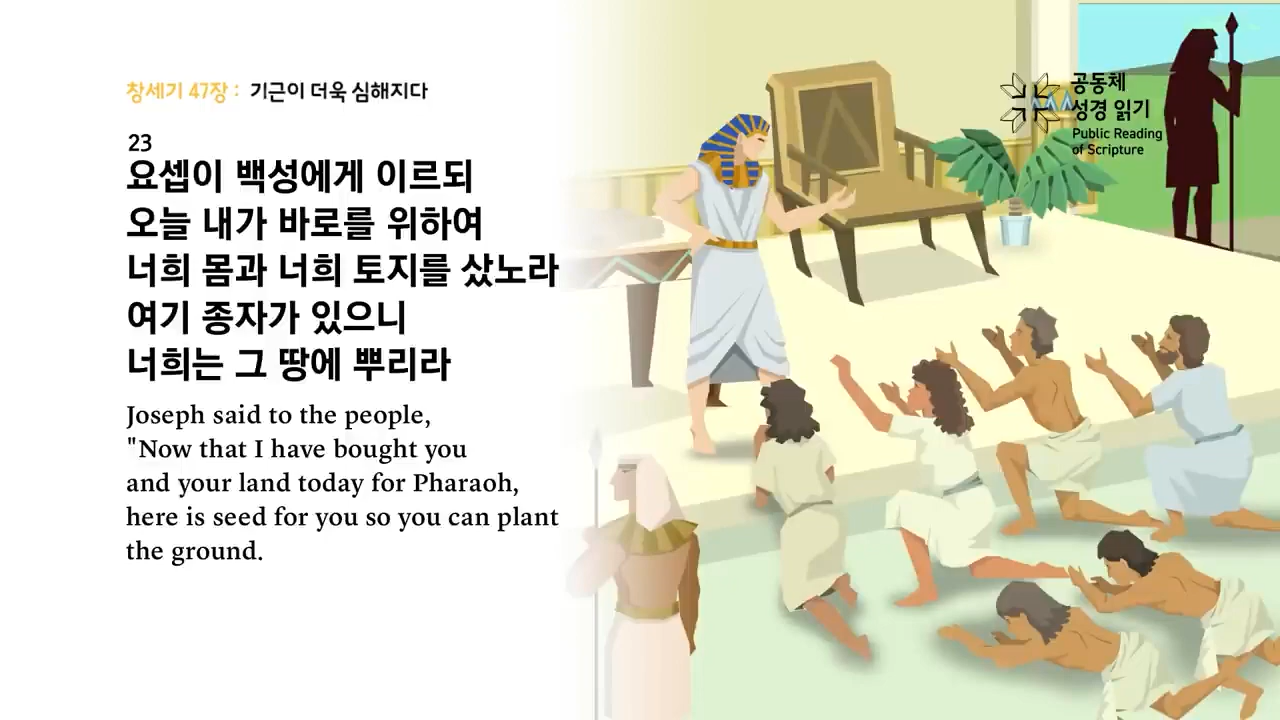 창세기 47장 : 기근이 더욱 심해지다
23
요셉이 백성에게 이르되
오늘 내가 바로를 위하여
너희 몸과 너희 토지를 샀노라
여기 종자가 있으니
너희는 그 땅에 뿌리라
Joseph said to the people,
"Now that I have bought you
and your land today for Pharaoh,
here is seed for you so you can plant
the ground.
공동체
성경 읽기
Public Reading
of Scripture